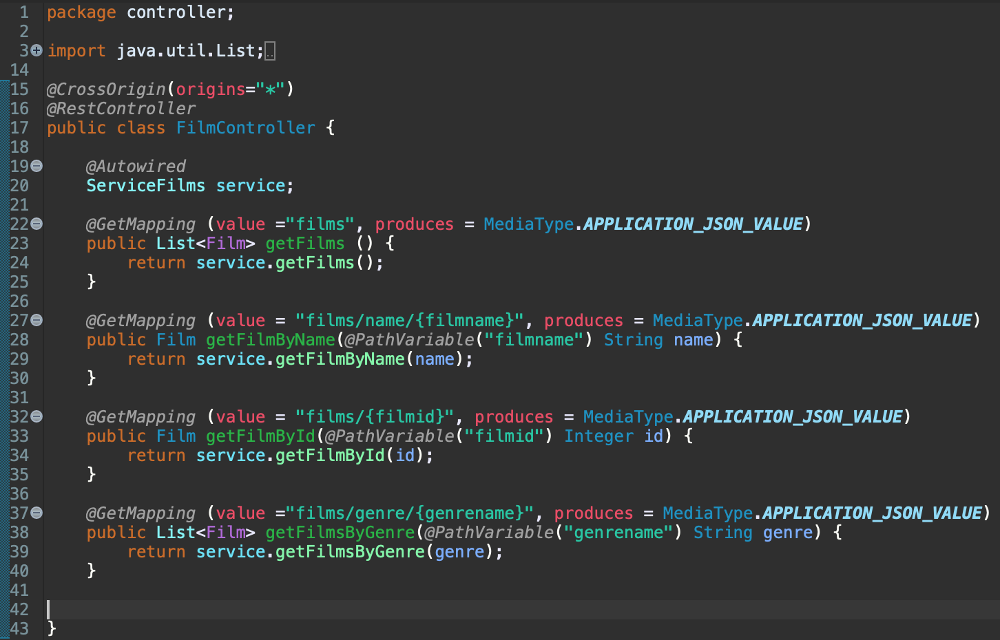 1 package controller;
2
3 import java.util.List;
14
15 @CrossOrigin(origins="*")
16 @RestController
17 public class FilmController {
18
19 @Autowired
20 ServiceFilms service;
21
22 @GetMapping (value ="films", produces = MediaType.APPLICATION_JSON_VALUE)
23 public List<Film> getFilms () {
24 return service.getFilms();
25 }
26
27 @GetMapping (value = "films/name/{filmname}", produces = MediaType.APPLICATION_JSON_VALUE)
28 public Film getFilmByName(@PathVariable("filmname") String name) {
29 return service.getFilmByName(name);
30 }
31
32 @GetMapping (value = "films/{filmid}", produces = MediaType.APPLICATION_JSON_VALUE)
33 public Film getFilmById(@PathVariable("filmid") Integer id) {
34 return service.getFilmById(id);
35 }
36
37 @GetMapping (value ="films/genre/{genrename}", produces = MediaType.APPLICATION_JSON_VALUE)
38 public List<Film> getFilmsByGenre(@PathVariable("genrename") String genre) {
39 return service.getFilmsByGenre(genre);
40 }
41
42
43 }